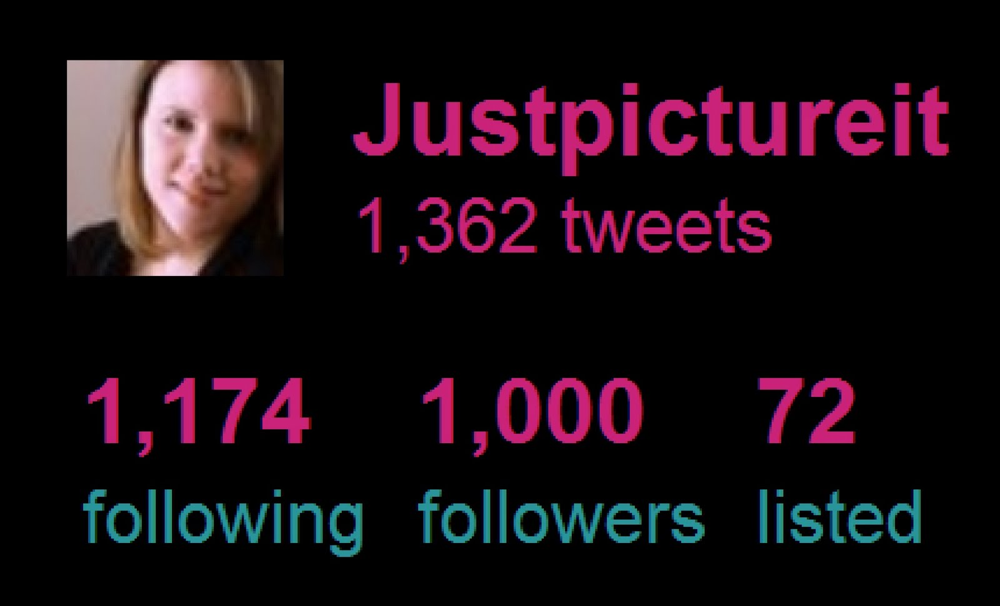 Justpictureit
1,362 tweets
1,174 1,000 72
following followers listed